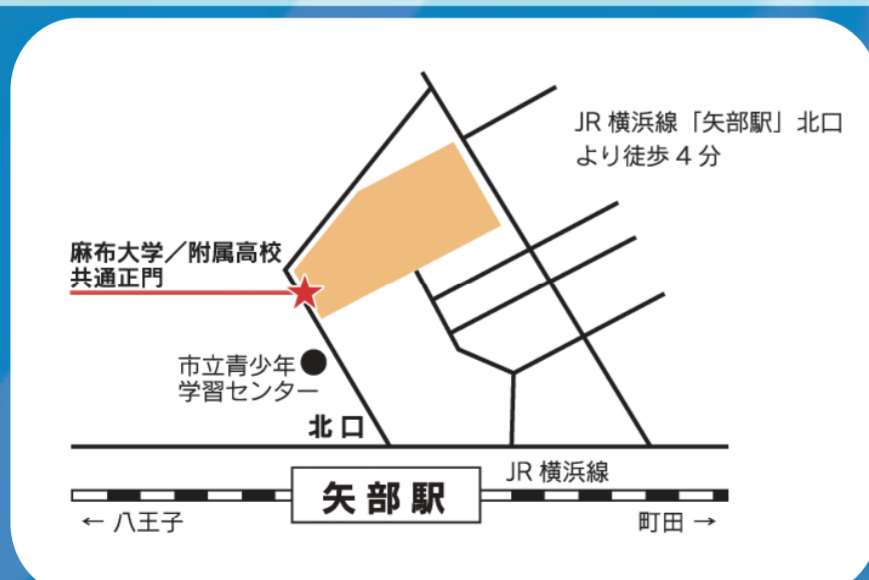 JR 横浜線「矢部駅」北口
より徒歩 4 分
麻布大学／附属高校
共通正門
市立青少年
学習センター
北口
JR 横浜線
矢部駅
← 八王子
町田 →